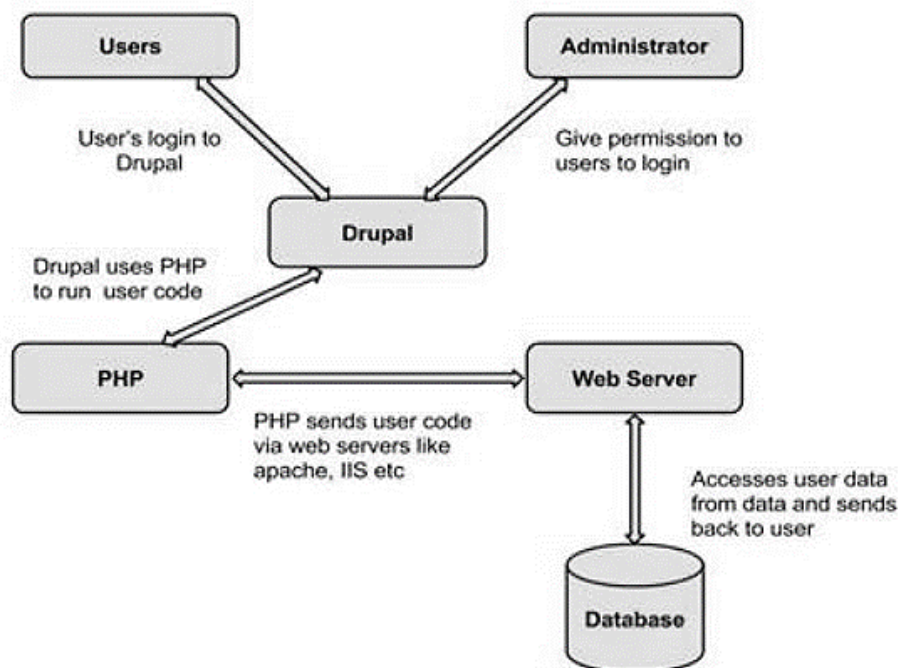 Users
Administrator
User's login to
Drupal
Give permission to
users to login
Drupal
Drupal uses PHP
to run user code
PHP
Web Server
PHP sends user code
via web servers like
apache, IIS etc
Accesses user data
from data and sends
back to user
Database